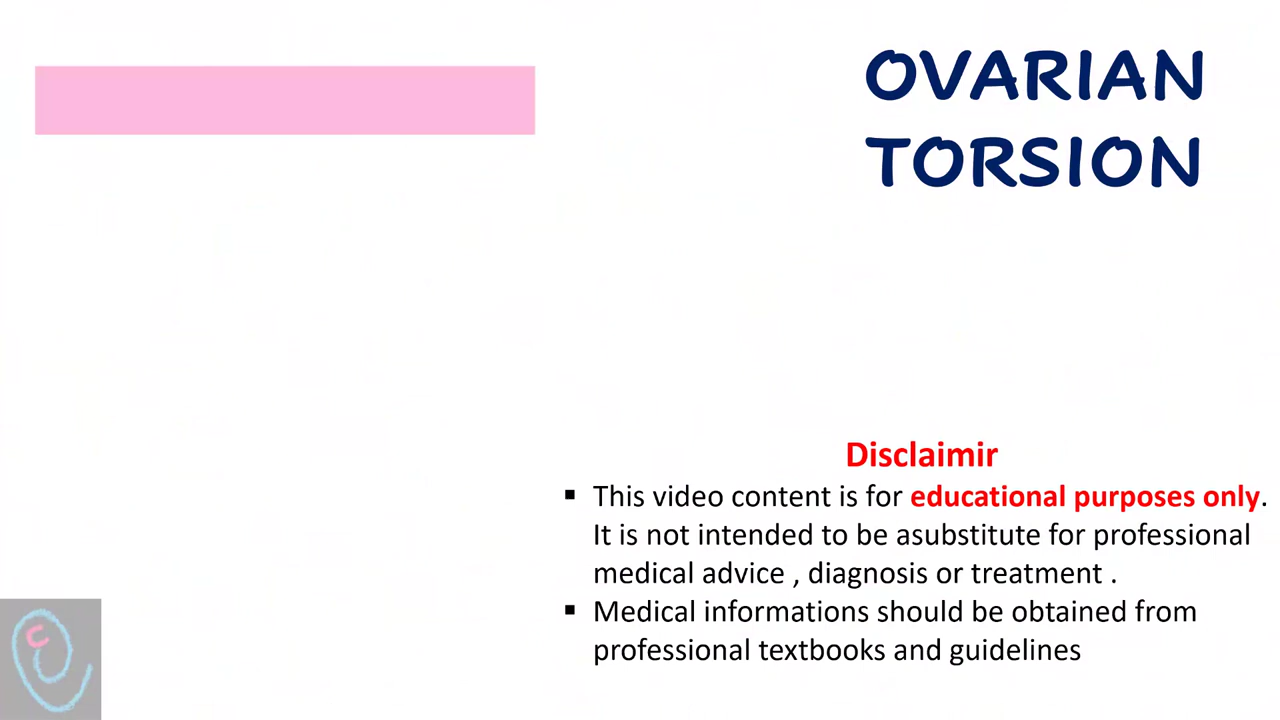 OVARIAN
TORSION
Disclaimir
▪ This video content is for educational purposes only.
It is not intended to be asubstitute for professional
medical advice , diagnosis or treatment .
▪ Medical informations should be obtained from
professional textbooks and guidelines